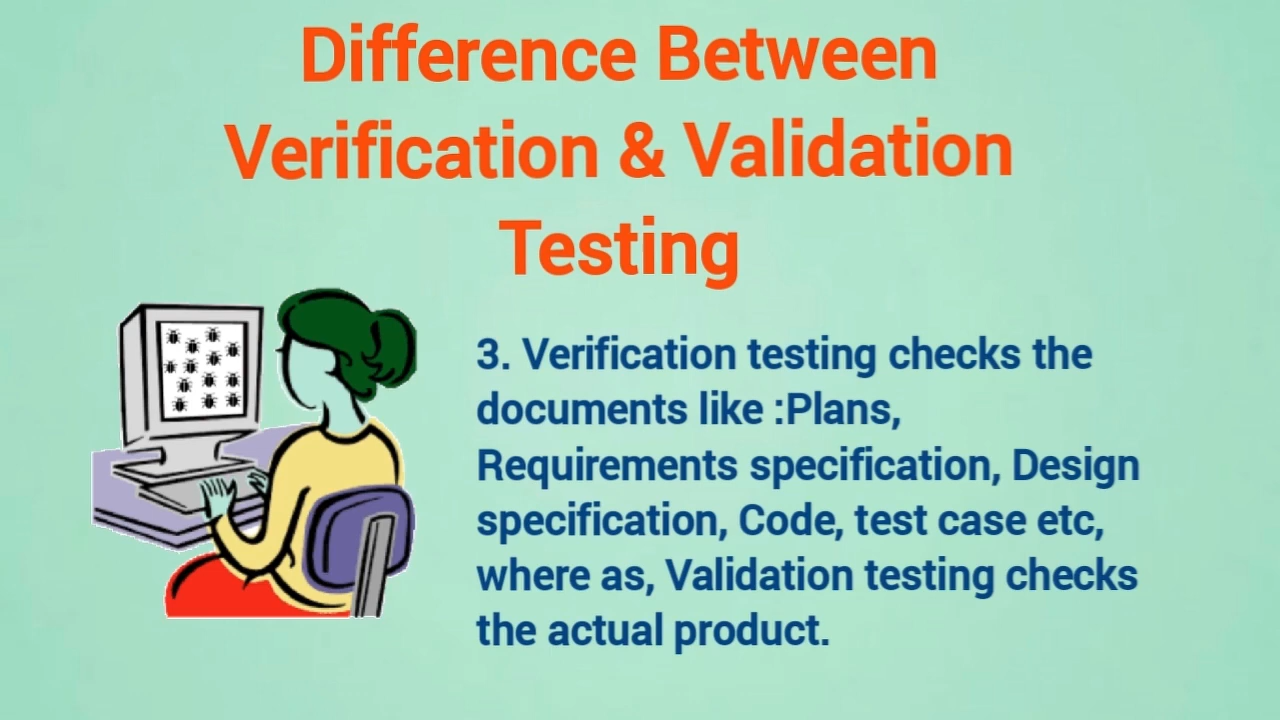 Difference Between
Verification & Validation
Testing
3. Verification testing checks the
documents like :Plans,
Requirements specification, Design
specification, Code, test case etc,
where as, Validation testing checks
the actual product.